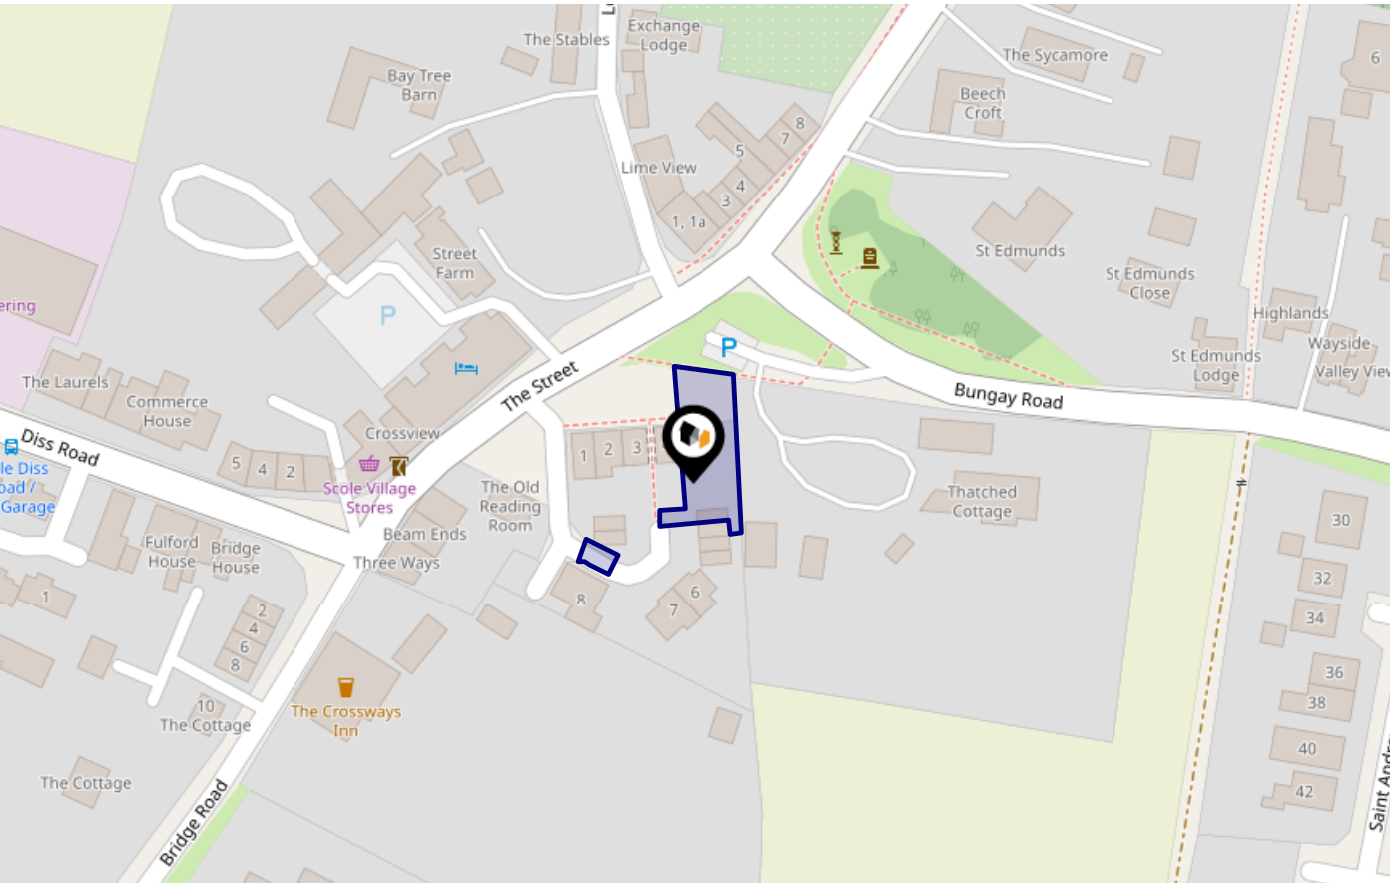 The Stables
Exchange
Lodge
The Sycamore
6
Bay Tree
Barn
Beech
Croft
8
7
5
Lime View
4
3
1, 1a
Street
Farm
St Edmunds
St Edmunds
Close
ering
P
Highlands
P
Wayside
Valley View
St Edmunds
Lodge
The Laurels
Commerce
House
The Street
Bungay Road
Crossview
Diss Road
1
2
3
5
4
2
le Diss
oad /
Garage
Scole Village
Stores
The Old
Reading
Room
Thatched
Cottage
30
Beam Ends
Fulford
House
Bridge
House
Three Ways
32
1
2
4
6
8
8
6
7
34
36
38
10
The Cottage
The Crossways
Inn
40
The Cottage
42
Bridge Road
Saint Andre